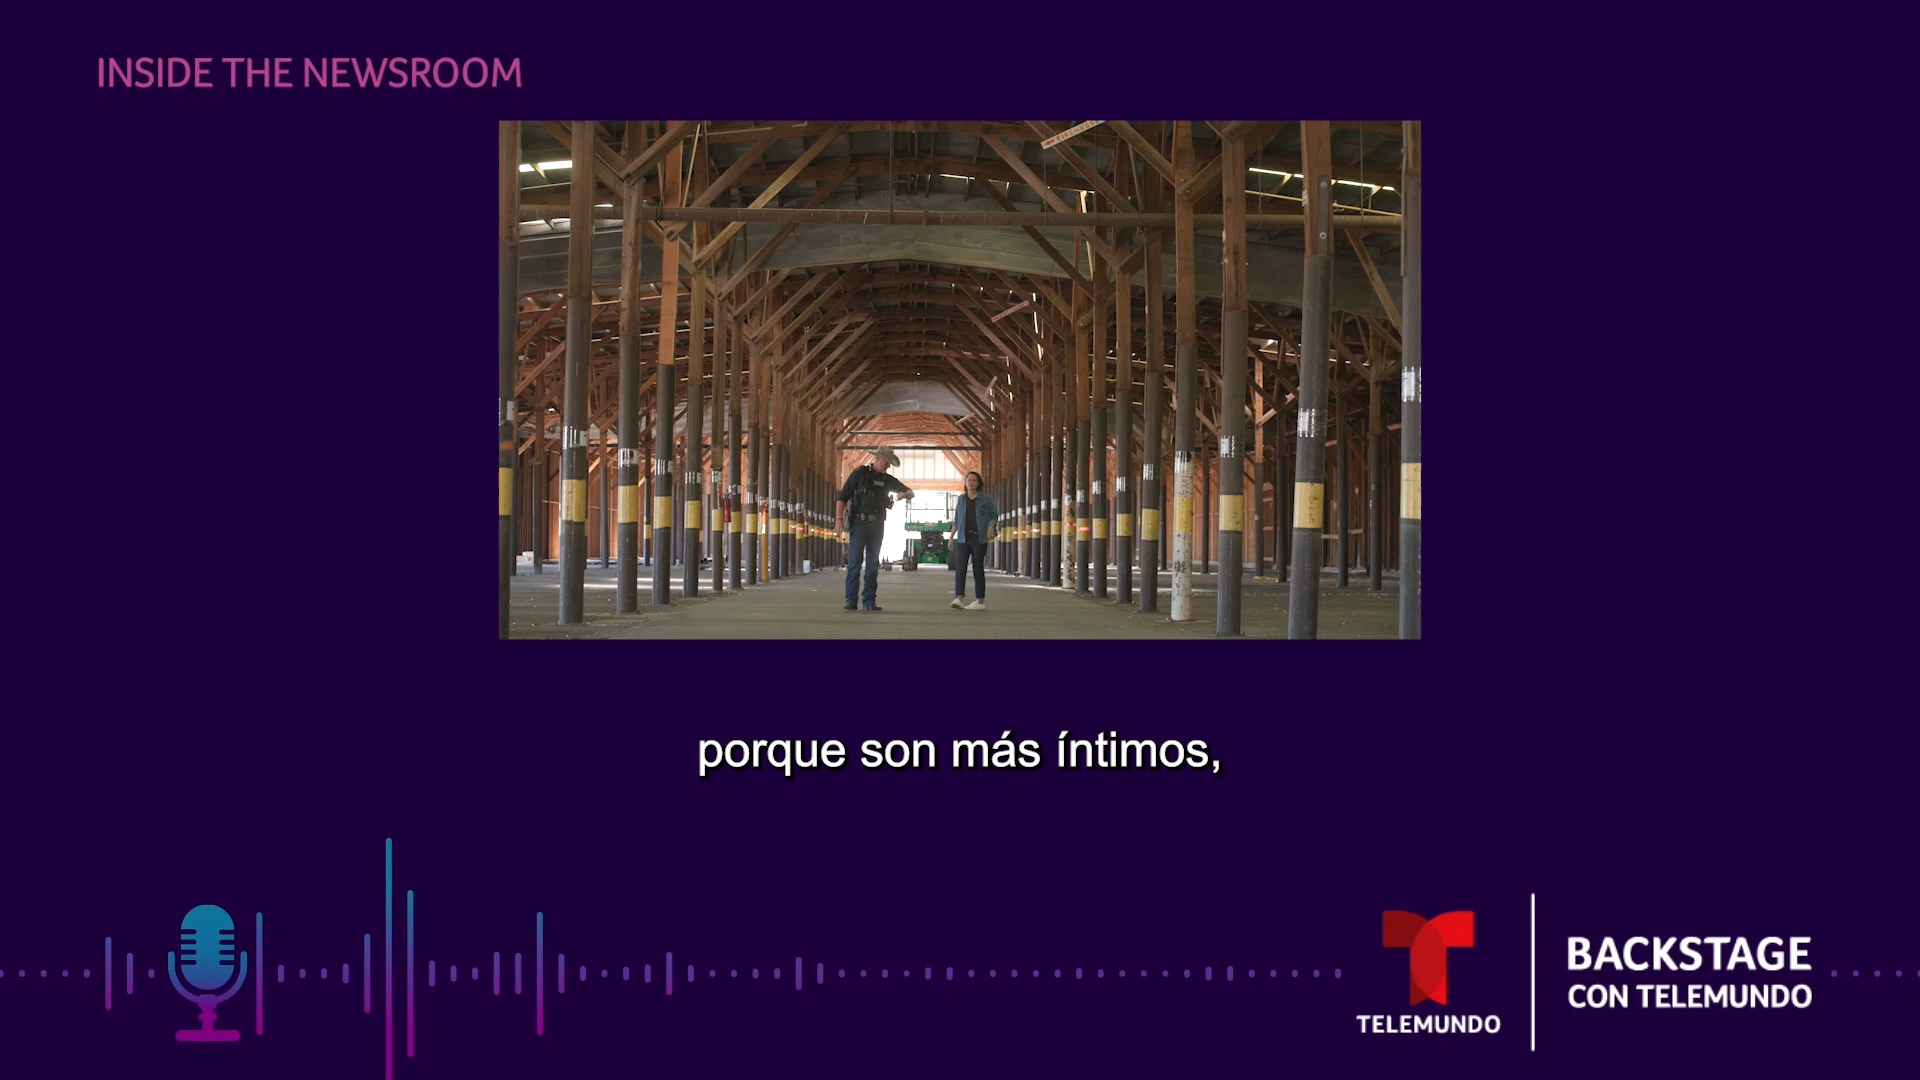 INSIDE THE NEWSROOM
porque son más íntimos,
TELEMUNDO
BACKSTAGE
CON TELEMUNDO